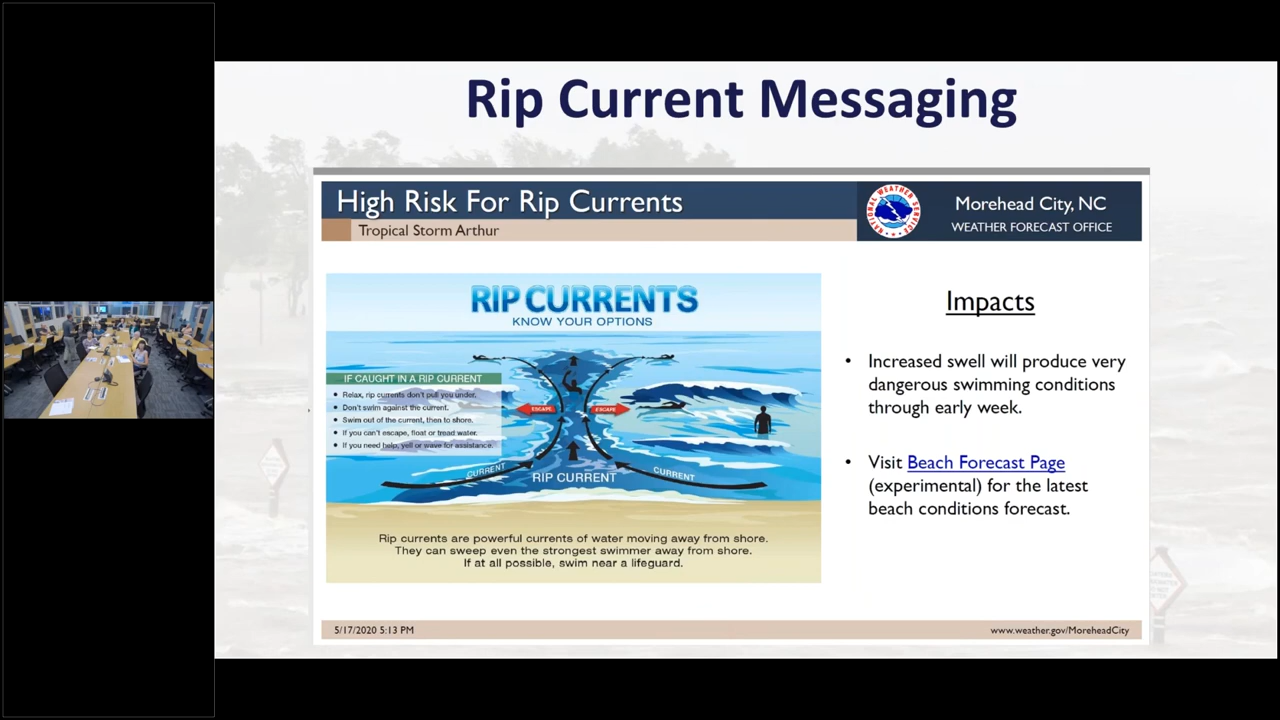 Rip Current Messaging
High Risk For Rip Currents
Tropical Storm Arthur
NATIONAL WEATHER SERVICE
Morehead City, NC
WEATHER FORECAST OFFICE
RIP CURRENTS
KNOW YOUR OPTIONS
IF CAUGHT IN A RIP CURRENT
• Relax, rip currents don't pull you under.
• Don't swim against the current.
• Swim out of the current, then to shore.
• If you can't escape, float or tread water.
• If you need help, yell or wave for assistance.
ESCAPE
ESCAPE
CURRENT
RIP CURRENT
CURRENT
Rip currents are powerful currents of water moving away from shore.
They can sweep even the strongest swimmer away from shore.
If at all possible, swim near a lifeguard.
Impacts
• Increased swell will produce very
dangerous swimming conditions
through early week.
• Visit Beach Forecast Page
(experimental) for the latest
beach conditions forecast.
5/17/2020 5:13 PM
www.weather.gov/MoreheadCity